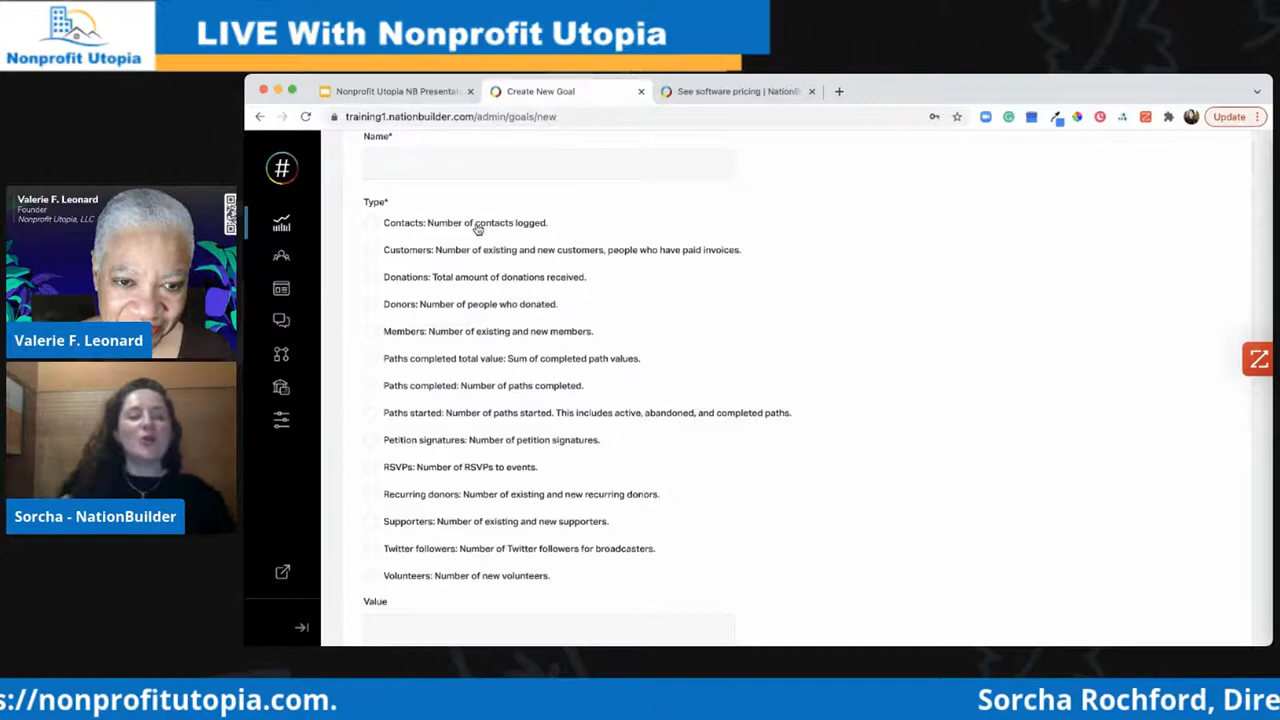 LIVE With Nonprofit Utopia
Nonprofit Utopia
Nonprofit Utopia NB Presentat
Create New Goal
See software pricing | NationB
training1.nationbuilder.com/admin/goals/new
Update
Name*
Type*
Contacts: Number of contacts logged.
Customers: Number of existing and new customers, people who have paid invoices.
Donations: Total amount of donations received.
Donors: Number of people who donated.
Members: Number of existing and new members.
Paths completed total value: Sum of completed path values.
Paths completed: Number of paths completed.
Paths started: Number of paths started. This includes active, abandoned, and completed paths.
Petition signatures: Number of petition signatures.
RSVPs: Number of RSVPs to events.
Recurring donors: Number of existing and new recurring donors.
Supporters: Number of existing and new supporters.
Twitter followers: Number of Twitter followers for broadcasters.
Volunteers: Number of new volunteers.
Value
Valerie F. Leonard
Founder
Nonprofit Utopia, LLC
Valerie F. Leonard
Sorcha - NationBuilder
s://nonprofitutopia.com.
Sorcha Rochford, Dire